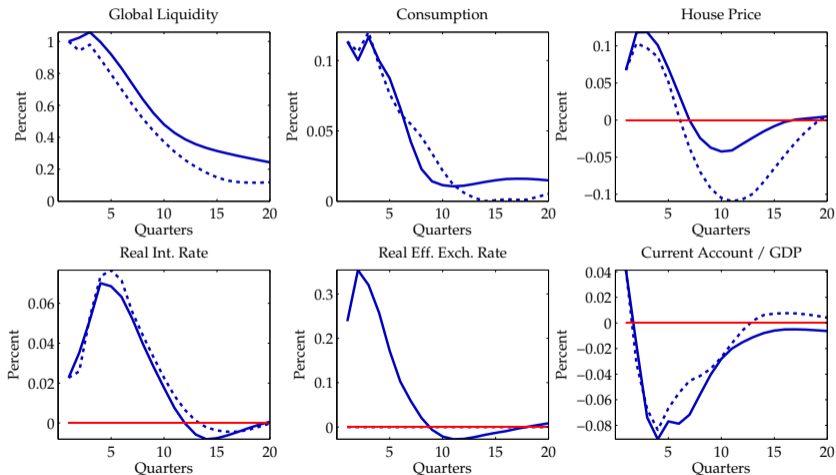 Global Liquidity
Percent
1
0.8
0.6
0.4
0.2
0
5 10 15 20
Quarters
Consumption
Percent
0.1
0.05
0
5 10 15 20
Quarters
House Price
Percent
0.1
0.05
0
−0.05
−0.1
5 10 15 20
Quarters
Real Int. Rate
Percent
0.06
0.04
0.02
0
5 10 15 20
Quarters
Real Eff. Exch. Rate
Percent
0.3
0.2
0.1
0
5 10 15 20
Quarters
Current Account / GDP
Percent
0.04
0.02
0
−0.02
−0.04
−0.06
−0.08
5 10 15 20
Quarters